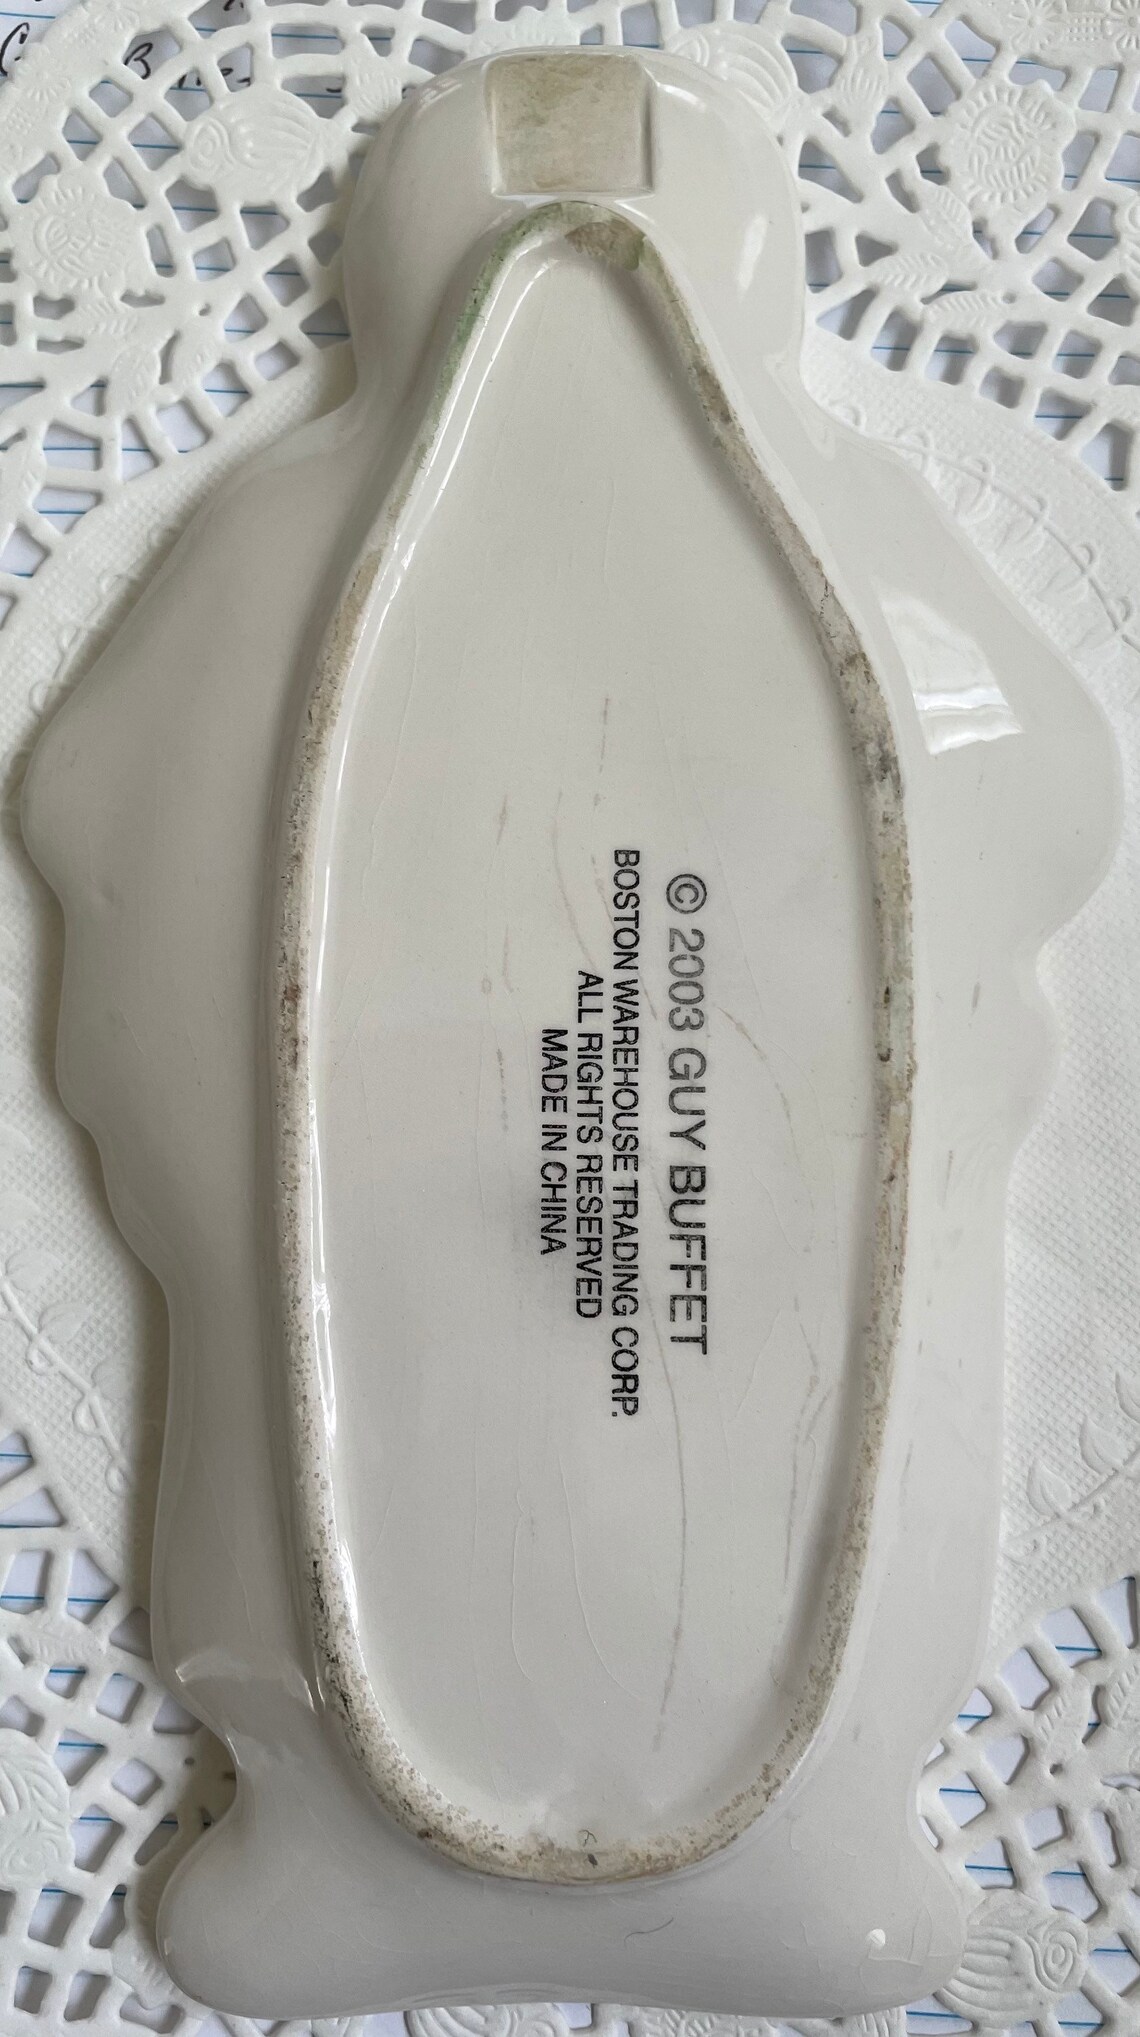 © 2003 GUY BUFFET
BOSTON WAREHOUSE TRADING CORP.
ALL RIGHTS RESERVED
MADE IN CHINA